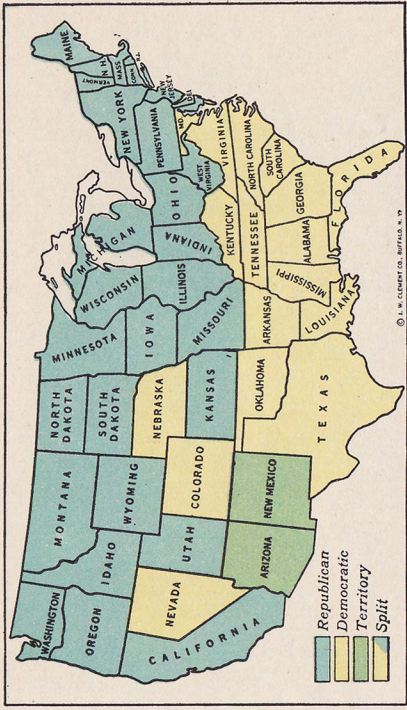 WASHINGTON
OREGON
CALIFORNIA
NEVADA
IDAHO
MONTANA
WYOMING
UTAH
COLORADO
ARIZONA
NEW MEXICO
NORTH
DAKOTA
SOUTH
DAKOTA
NEBRASKA
KANSAS
OKLAHOMA
TEXAS
MINNESOTA
IOWA
MISSOURI
ARKANSAS
LOUISIANA
WISCONSIN
ILLINOIS
MICHIGAN
INDIANA
OHIO
KENTUCKY
TENNESSEE
MISSISSIPPI
ALABAMA
GEORGIA
FLORIDA
SOUTH
CAROLINA
NORTH CAROLINA
VIRGINIA
WEST
VIRGINIA
MD.
DEL.
PENNSYLVANIA
NEW
JERSEY
NEW YORK
CONN.
R.I.
MASS.
VERMONT
N.H.
MAINE
Republican
Democratic
Territory
Split
© J. W. CLEMENT CO., BUFFALO, N. Y.